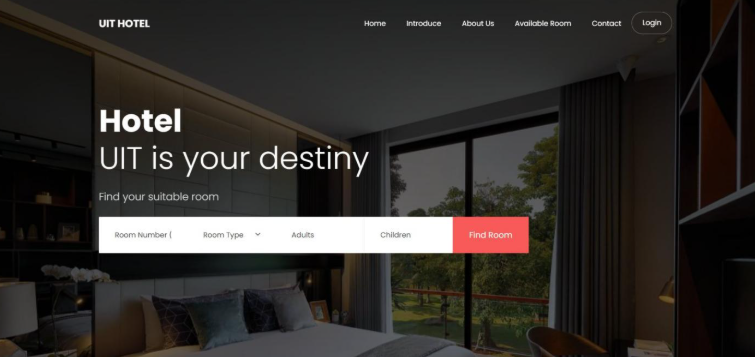 UIT HOTEL
Home Introduce About Us Available Room Contact Login
Hotel
UIT is your destiny
Find your suitable room
Room Number ( Room Type Adults Children Find Room